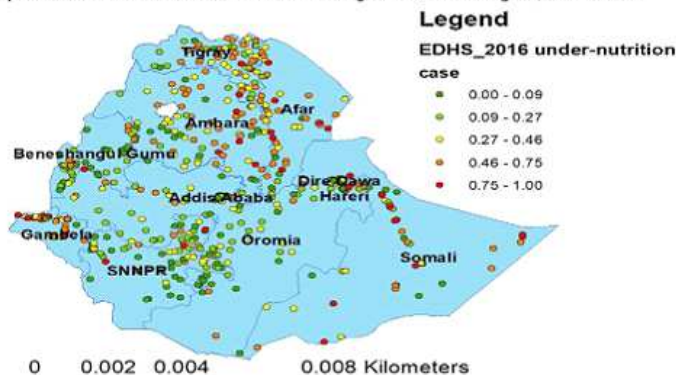 Legend
EDHS_2016 under-nutrition
case
0.00 - 0.09
0.09 - 0.27
0.27 - 0.46
0.46 - 0.75
0.75 - 1.00
Tigray
Afar
Ambara
Beneshangul Gumu
Dire Dawa
Addis Ababa
Hareri
Gambela
Oromia
SNNPR
Somali
0 0.002 0.004 0.008 Kilometers